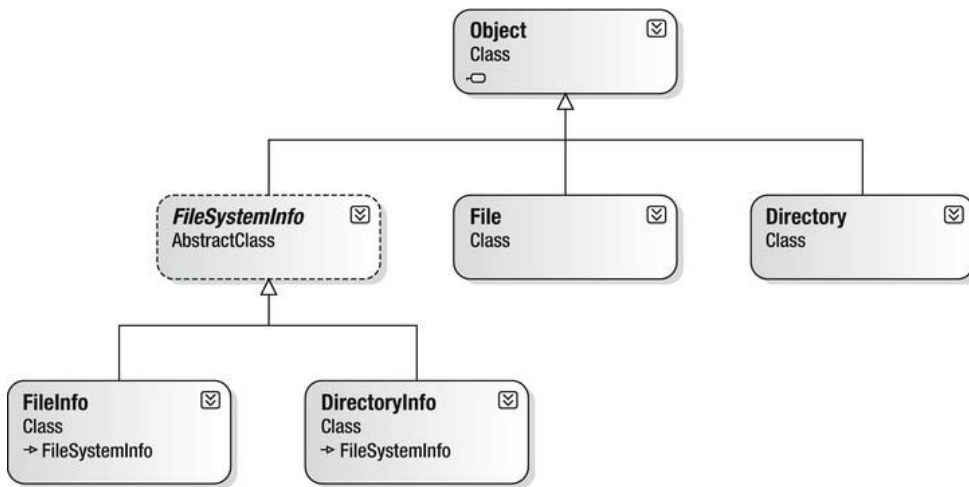 Object
Class
FileSystemInfo
AbstractClass
File
Class
Directory
Class
FileInfo
Class
FileSystemInfo
DirectoryInfo
Class
FileSystemInfo